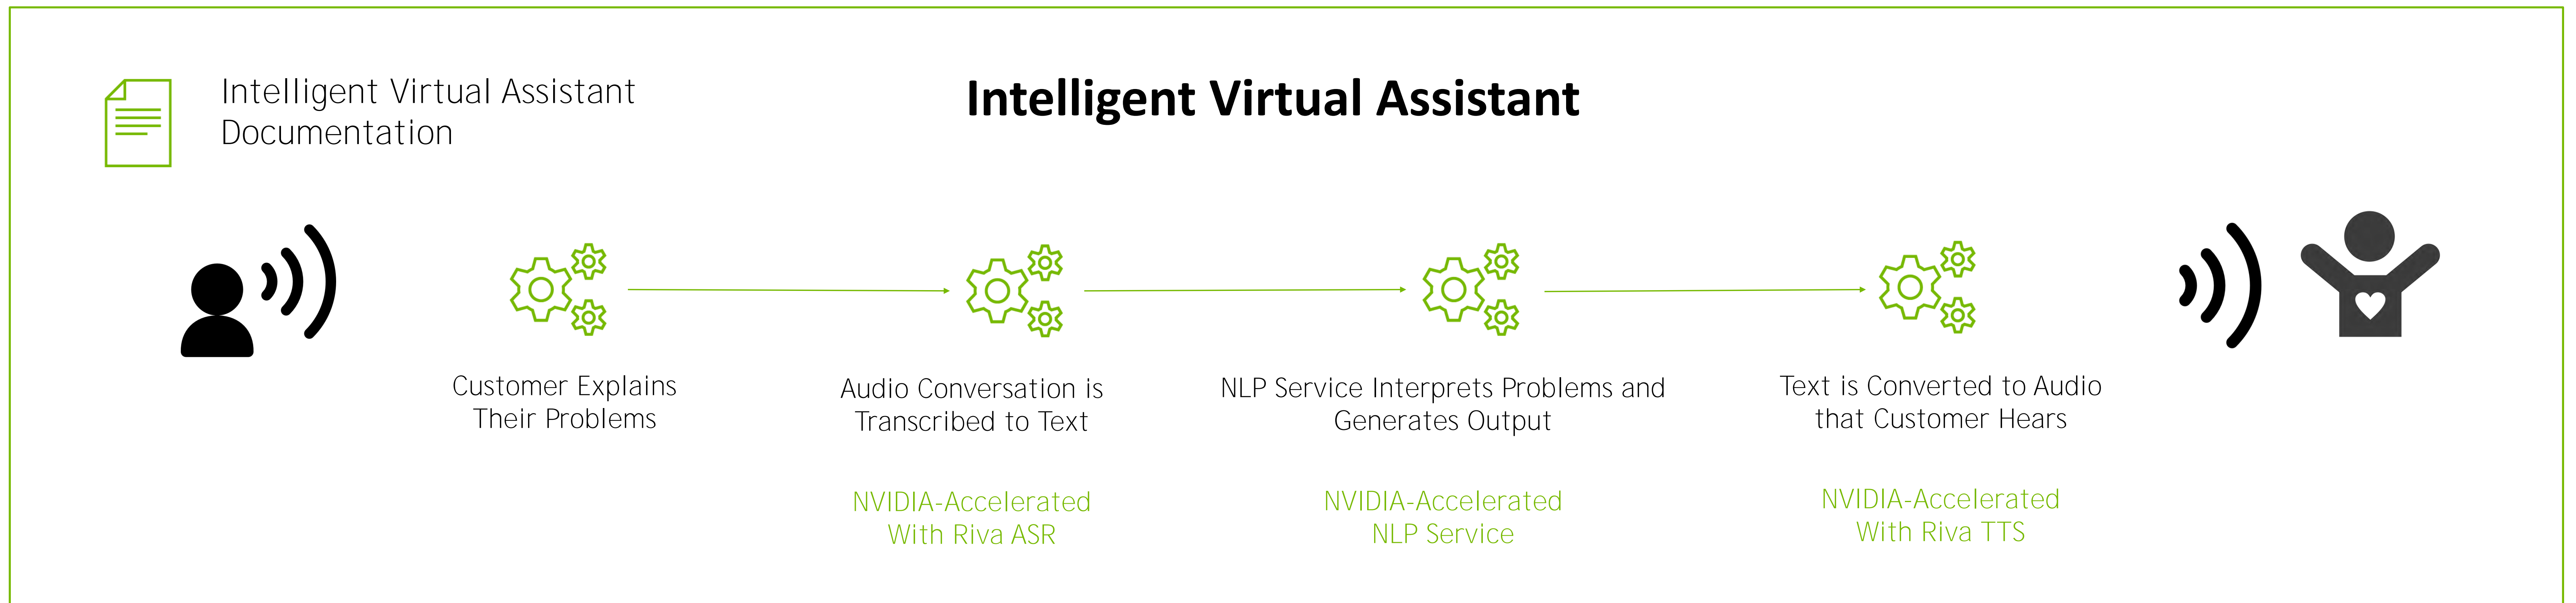 Intelligent Virtual Assistant
Documentation
Intelligent Virtual Assistant
Customer Explains
Their Problems
Audio Conversation is
Transcribed to Text
NLP Service Interprets Problems and
Generates Output
Text is Converted to Audio
that Customer Hears
NVIDIA-Accelerated
With Riva ASR
NVIDIA-Accelerated
NLP Service
NVIDIA-Accelerated
With Riva TTS